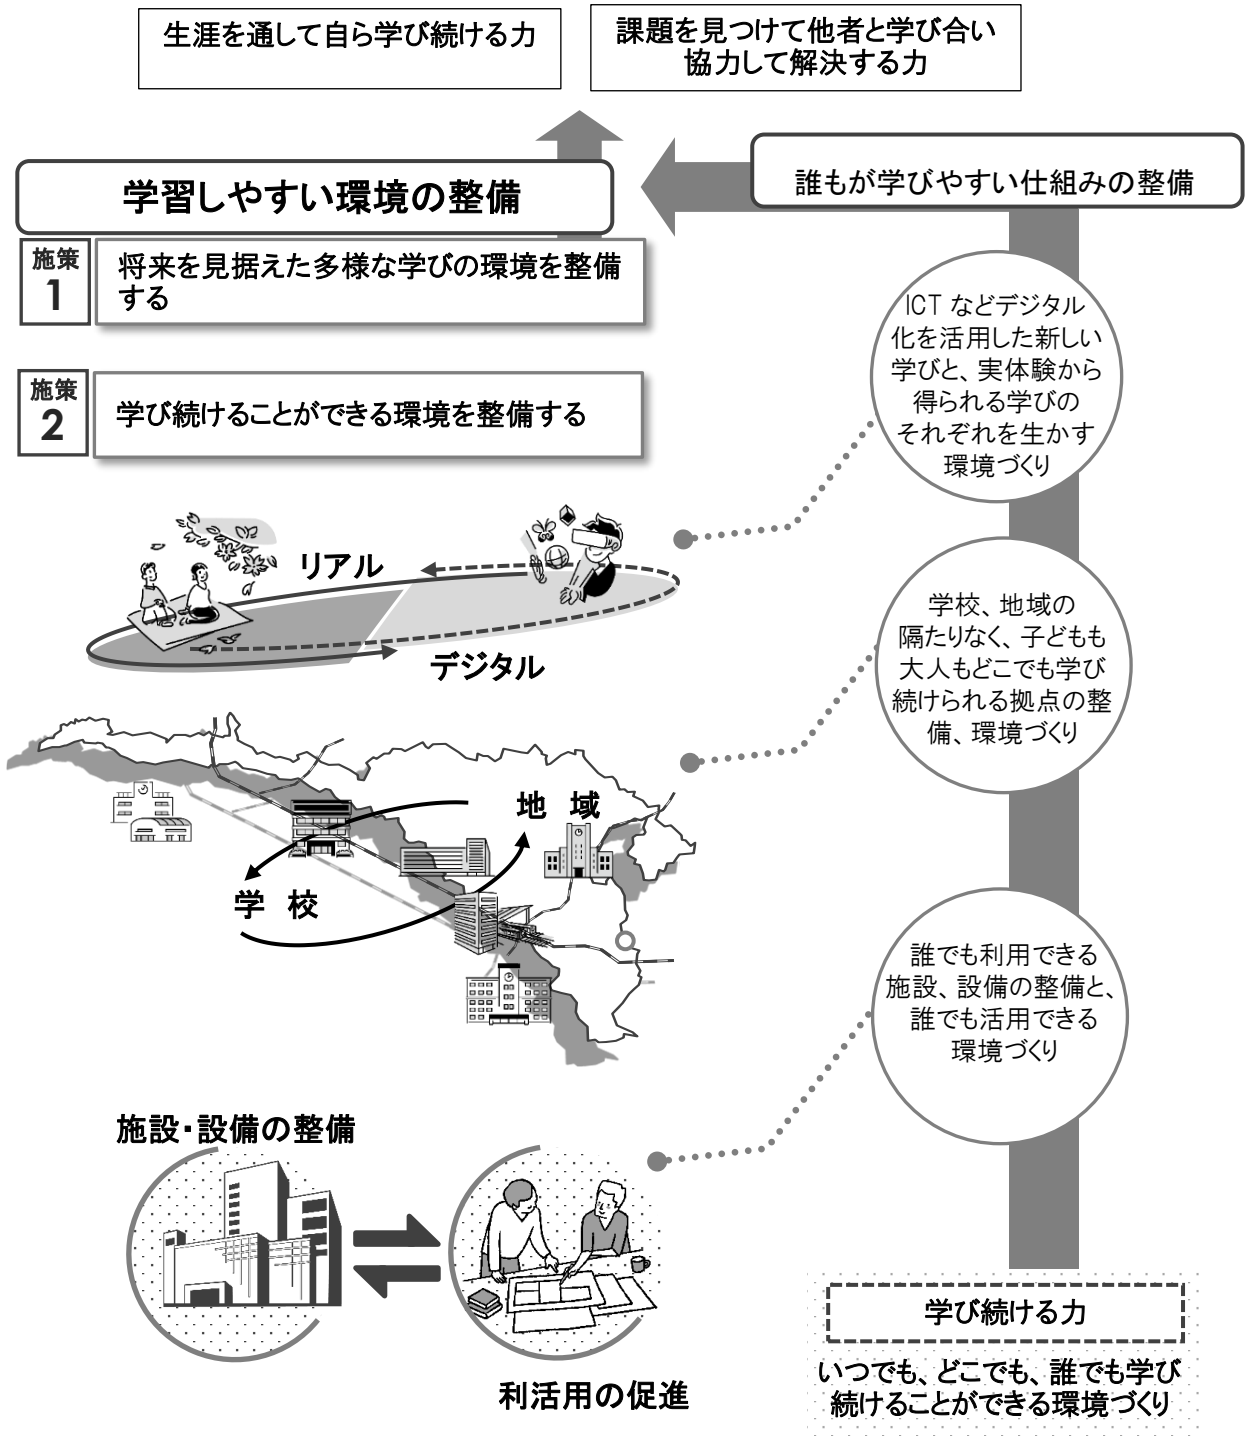 生涯を通して自ら学び続ける力
課題を見つけて他者と学び合い
協力して解決する力
学習しやすい環境の整備
誰もが学びやすい仕組みの整備
施策
1
将来を見据えた多様な学びの環境を整備
する
施策
2
学び続けることができる環境を整備する
ICT などデジタル
化を活用した新しい
学びと、実体験から
得られる学びの
それぞれを生かす
環境づくり
リアル
デジタル
学校、地域の
隔たりなく、子どもも
大人もどこでも学び
続けられる拠点の整
備、環境づくり
地 域
学 校
誰でも利用できる
施設、設備の整備と、
誰でも活用できる
環境づくり
施設・設備の整備
利活用の促進
学び続ける力
いつでも、どこでも、誰でも学び
続けることができる環境づくり